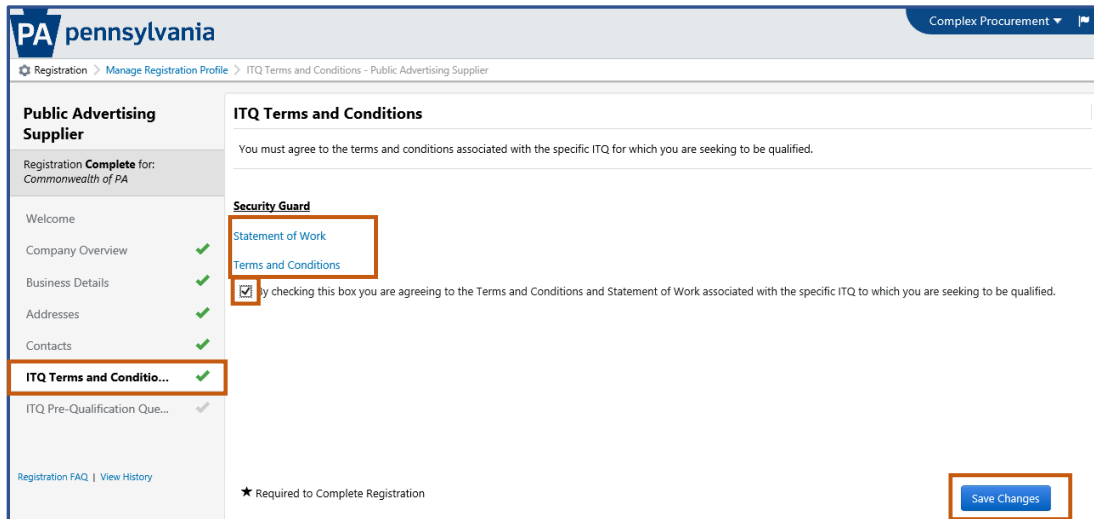 PA pennsylvania
Complex Procurement
Registration > Manage Registration Profile > ITQ Terms and Conditions - Public Advertising Supplier
Public Advertising
Supplier
Registration Complete for:
Commonwealth of PA
Welcome
Company Overview
Business Details
Addresses
Contacts
ITQ Terms and Conditio...
ITQ Pre-Qualification Que...
Registration FAQ | View History
ITQ Terms and Conditions
You must agree to the terms and conditions associated with the specific ITQ for which you are seeking to be qualified.
Security Guard
Statement of Work
Terms and Conditions
By checking this box you are agreeing to the Terms and Conditions and Statement of Work associated with the specific ITQ to which you are seeking to be qualified.
★ Required to Complete Registration
Save Changes